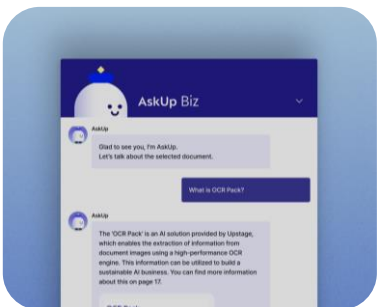 AskUp Biz
AskUp
Glad to see you, I'm AskUp.
Let's talk about the selected document.
What is OCR Pack?
AskUp
The 'OCR Pack' is an AI solution provided by Upstage,
which enables the extraction of information from
document images using a high-performance OCR
engine. This information can be utilized to build a
sustainable AI business. You can find more information
about this on page 17.